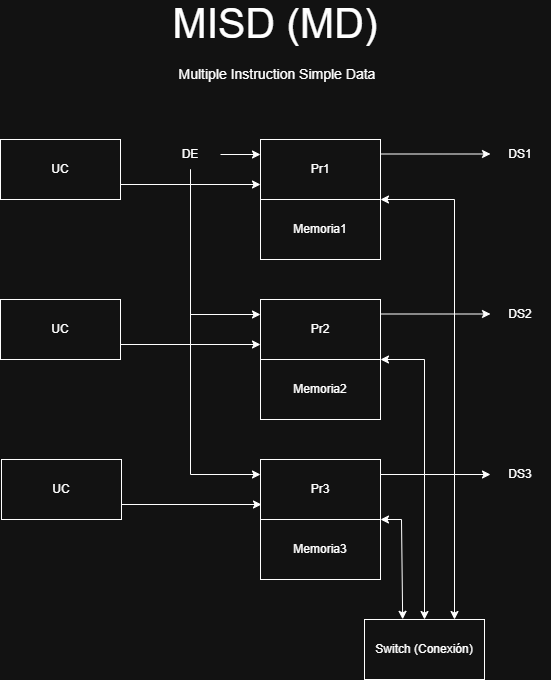 MISD (MD)
Multiple Instruction Simple Data
UC
DE
Pr1
DS1
Memoria1
UC
Pr2
DS2
Memoria2
UC
Pr3
DS3
Memoria3
Switch (Conexión)